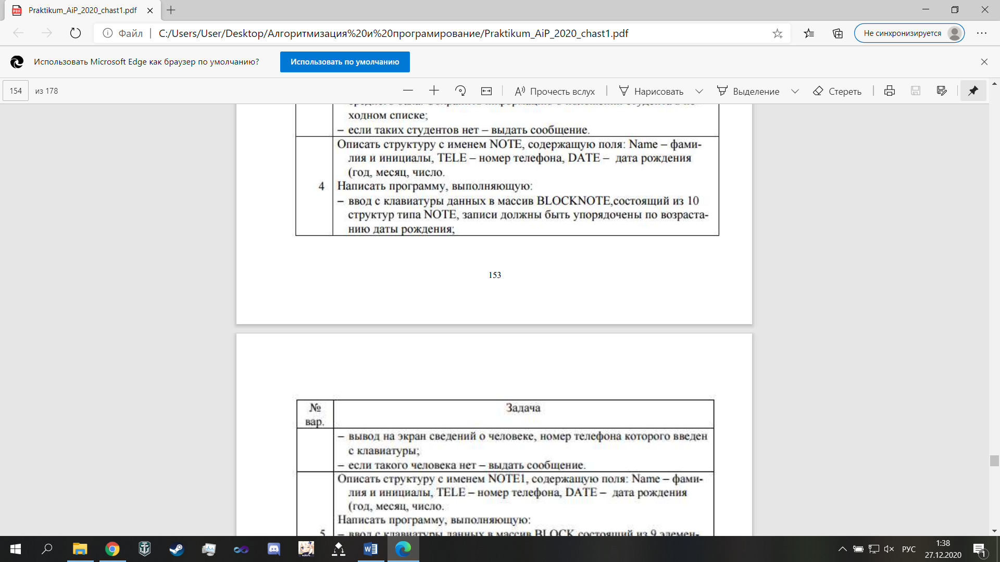 Praktikum_AiP_2020_chast1.pdf
Файл
C:/Users/User/Desktop/Алгоритмизация%20и%20програмирование/Praktikum_AiP_2020_chast1.pdf
Не синхронизируется
Использовать Microsoft Edge как браузер по умолчанию?
Использовать по умолчанию
154 из 178
Прочесть вслух
Нарисовать
Выделение
Стереть
ходном списке;
– если таких студентов нет – выдать сообщение.
4
Описать структуру с именем NOTE, содержащую поля: Name – фами-
лия и инициалы, TELE – номер телефона, DATE – дата рождения
(год, месяц, число.
Написать программу, выполняющую:
– ввод с клавиатуры данных в массив BLOCKNOTE,состоящий из 10
структур типа NOTE, записи должны быть упорядочены по возраста-
нию даты рождения;
153
№
вар.
Задача
– вывод на экран сведений о человеке, номер телефона которого введен
с клавиатуры;
– если такого человека нет – выдать сообщение.
5
Описать структуру с именем NOTE1, содержащую поля: Name – фами-
лия и инициалы, TELE – номер телефона, DATE – дата рождения
(год, месяц, число.
Написать программу, выполняющую:
– ввод с клавиатуры данных в массив BLOCK состоящий из 9 элемен-
РУС
1:38
27.12.2020
1